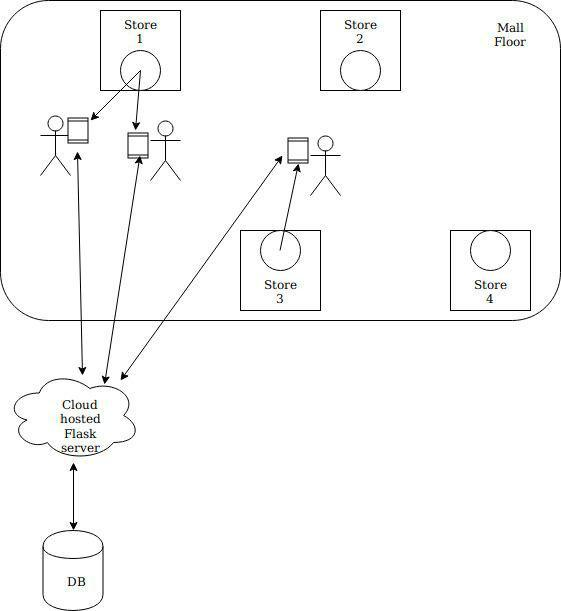 Store
1
Store
2
Mall
Floor
Store
3
Store
4
Cloud
hosted
Flask
server
DB